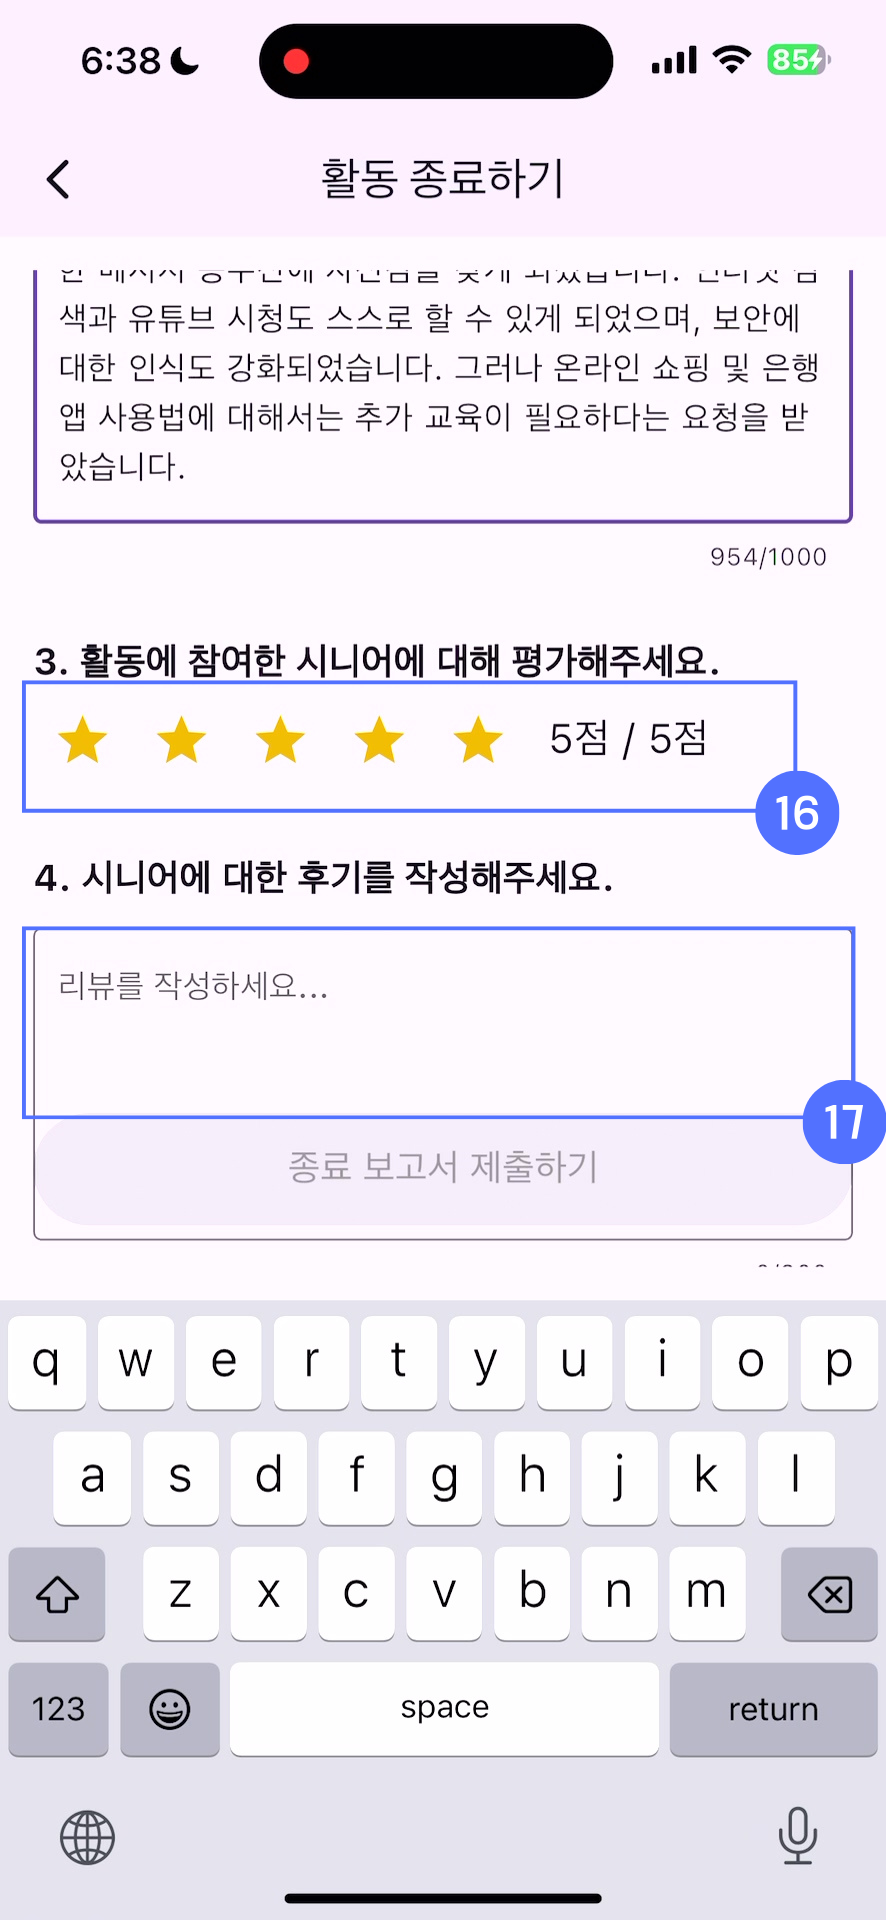 6:38
85
활동 종료하기
색과 유튜브 시청도 스스로 할 수 있게 되었으며, 보안에
대한 인식도 강화되었습니다. 그러나 온라인 쇼핑 및 은행
앱 사용법에 대해서는 추가 교육이 필요하다는 요청을 받
았습니다.
954/1000
3. 활동에 참여한 시니어에 대해 평가해주세요.
5점 / 5점
16
4. 시니어에 대한 후기를 작성해주세요.
리뷰를 작성하세요...
17
종료 보고서 제출하기
q w e r t y u i o p
a s d f g h j k l
z x c v b n m
123 space return